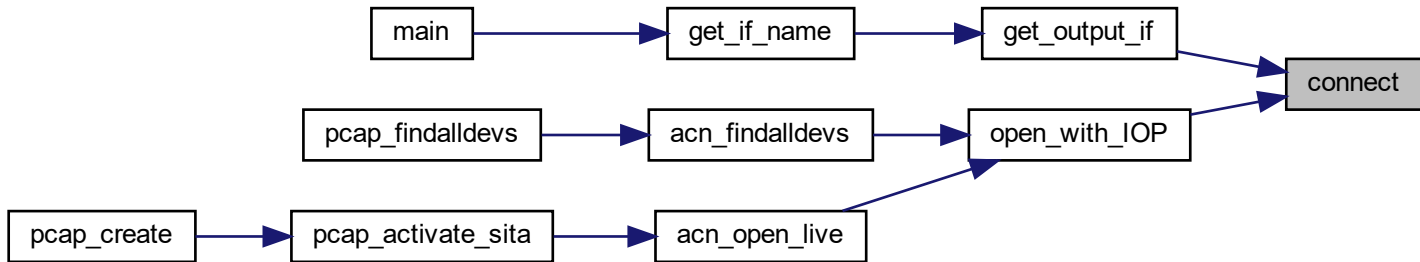 main
get_if_name
get_output_if
connect
pcap_findalldevs
acn_findalldevs
open_with_IOP
pcap_create
pcap_activate_sita
acn_open_live